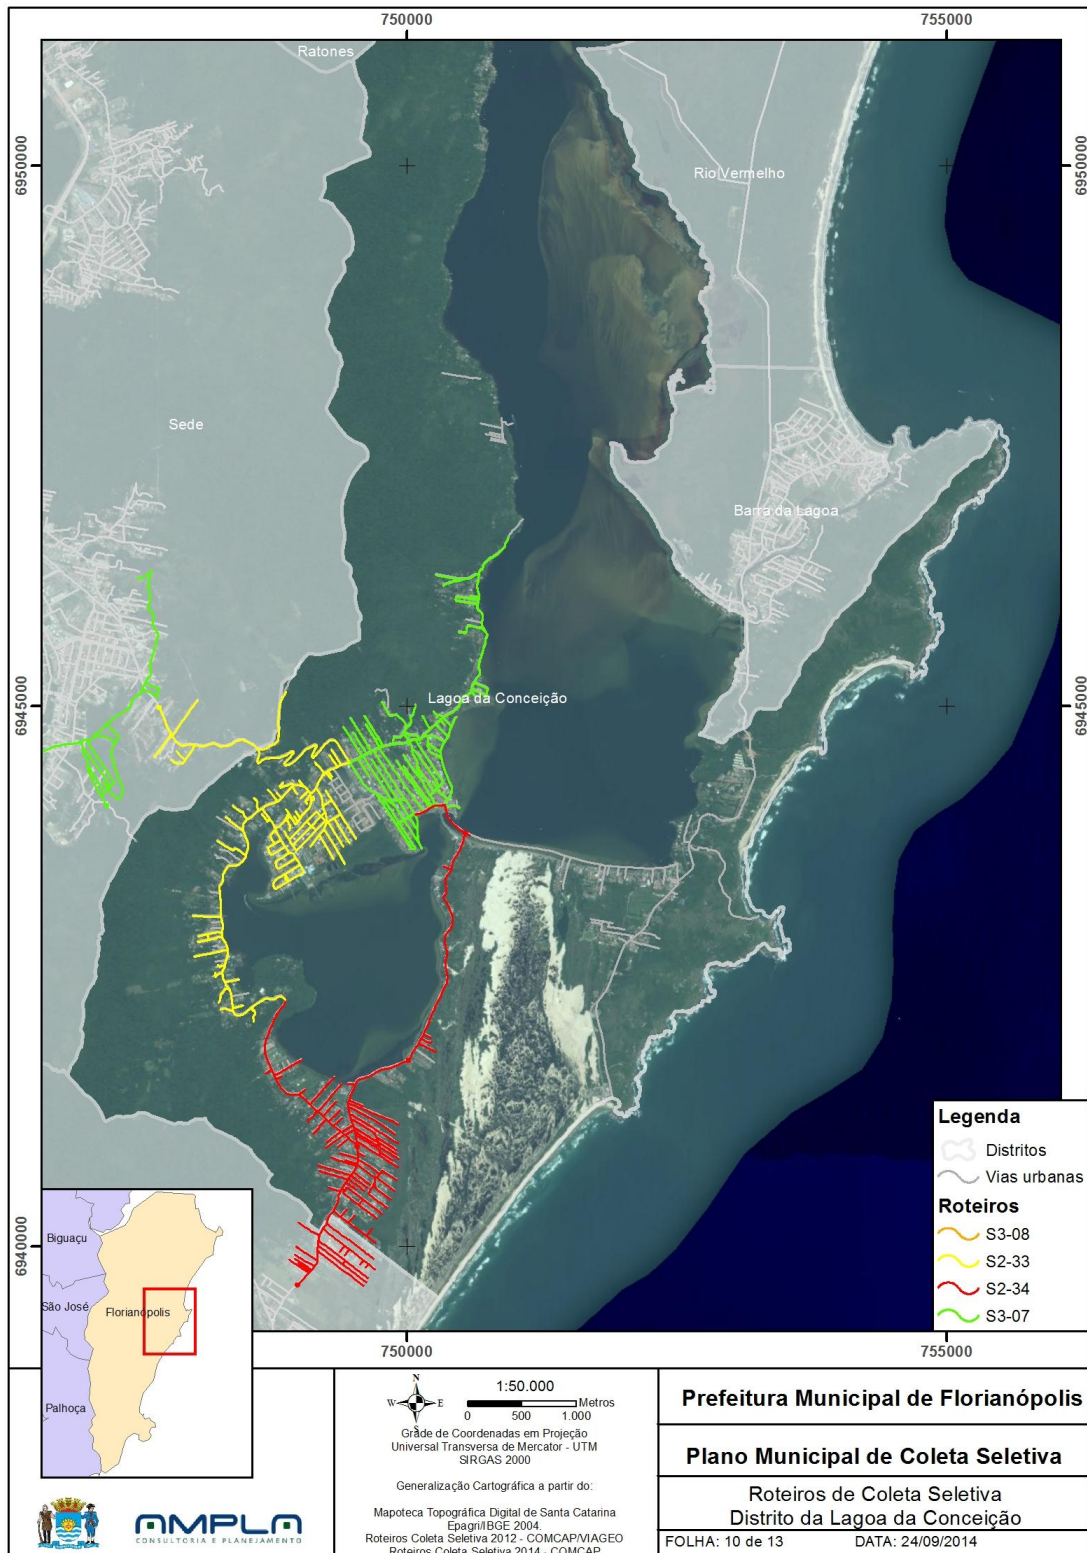 750000
755000
Ratones
6950000
6950000
Rio Vermelho
Sede
Barra da Lagoa
Lagoa da Conceição
6945000
6945000
Legenda
Distritos
Vias urbanas
Roteiros
S3-08
S2-33
S2-34
S3-07
6940000
Biguaçu
São José
Florianópolis
Palhoça
750000
755000
N
W
E
S
1:50.000
Metros
0 500 1.000
Grade de Coordenadas em Projeção
Universal Transversa de Mercator - UTM
SIRGAS 2000
Generalização Cartográfica a partir do:
Mapoteca Topográfica Digital de Santa Catarina
Epagri/IBGE 2004.
Roteiros Coleta Seletiva 2012 - COMCAP/VIAGEO
Roteiros Coleta Seletiva 2014 - COMCAP
Prefeitura Municipal de Florianópolis
Plano Municipal de Coleta Seletiva
Roteiros de Coleta Seletiva
Distrito da Lagoa da Conceição
FOLHA: 10 de 13 DATA: 24/09/2014
AMPLA
CONSULTORIA E PLANEJAMENTO